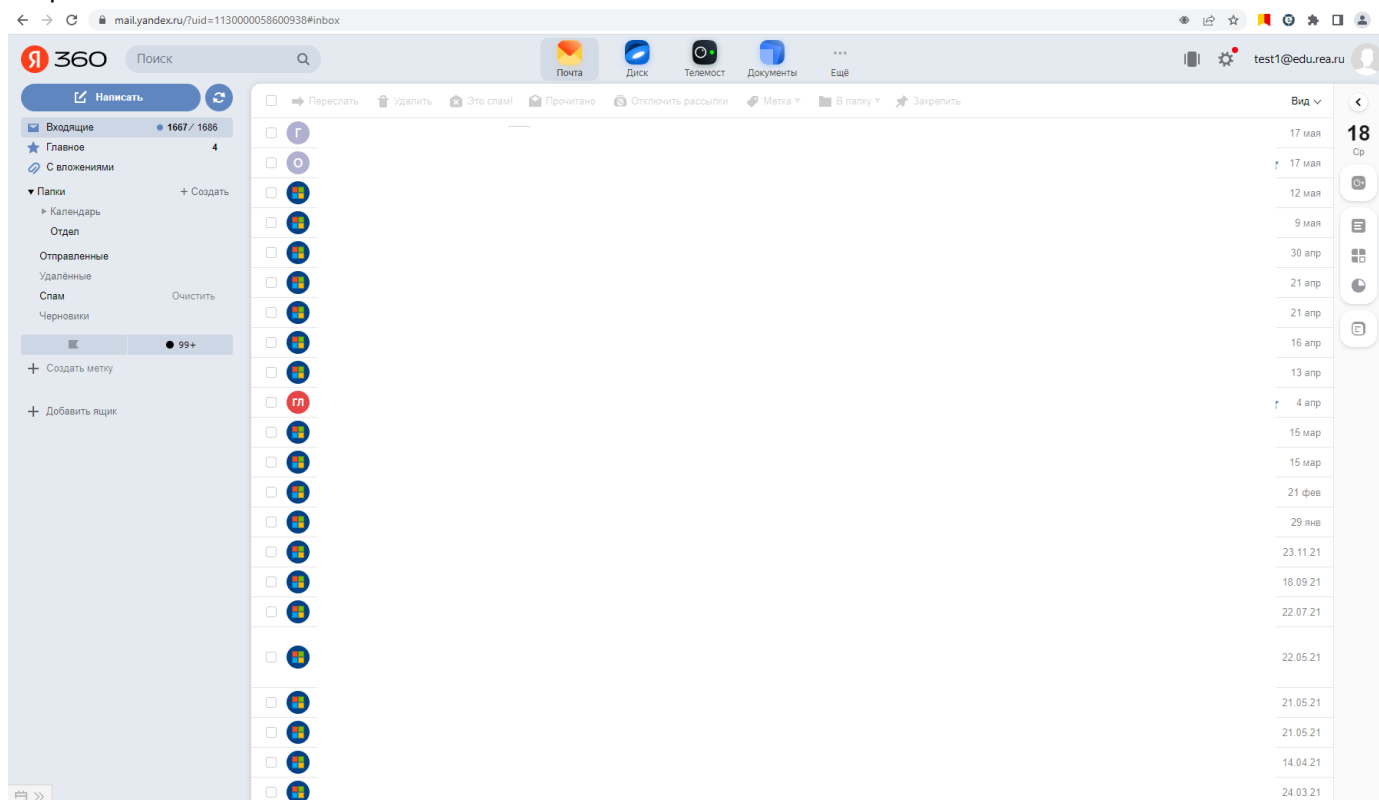 mail.yandex.ru/?uid=1130000058600938#inbox
Я 360 Поиск Почта Диск Телемост Документы Ещё test1@edu.rea.ru
Написать Переслать Удалить Это спам! Прочитано Отключить рассылки Метка В папку Закрепить Вид
Входящие 1667 / 1686
Главное 4
С вложениями
Папки + Создать
Календарь
Отдел
Отправленные
Удалённые
Спам Очистить
Черновики
99+
+ Создать метку
+ Добавить ящик
Г 17 мая
О 17 мая
12 мая
9 мая
30 апр
21 апр
21 апр
16 апр
13 апр
ГЛ 4 апр
15 мар
15 мар
21 фев
29 янв
23.11.21
18.09.21
22.07.21
22.05.21
21.05.21
21.05.21
14.04.21
24.03.21
18
Ср